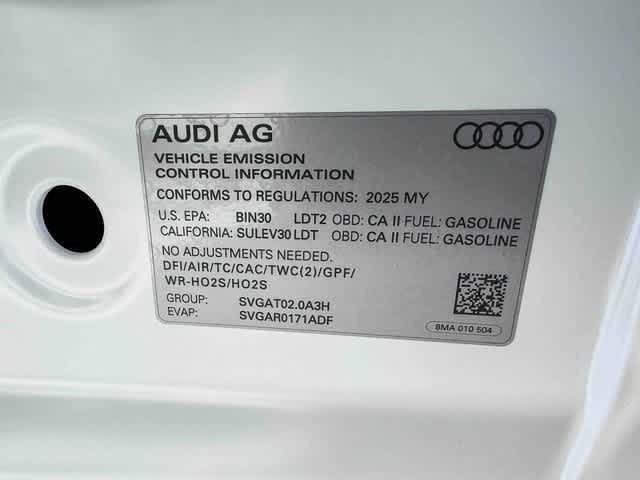 AUDI AG
VEHICLE EMISSION
CONTROL INFORMATION
CONFORMS TO REGULATIONS: 2025 MY
U.S. EPA: BIN30 LDT2 OBD: CA II FUEL: GASOLINE
CALIFORNIA: SULEV30 LDT OBD: CA II FUEL: GASOLINE
NO ADJUSTMENTS NEEDED.
DFI/AIR/TC/CAC/TWC(2)/GPF/
WR-HO2S/HO2S
GROUP: SVGAT02.0A3H
EVAP: SVGAR0171ADF
8MA 010 504